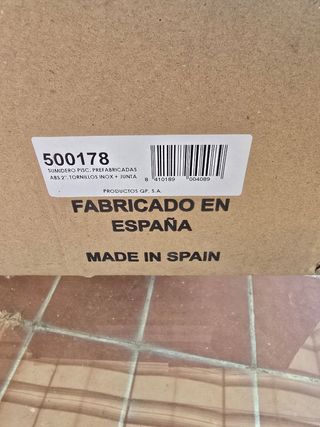 500178
SUMIDERO PISC. PREFABRICADAS
ABS 2". TORNILLOS INOX + JUNTA
8 410189 004089
PRODUCTOS QP, S.A.
FABRICADO EN
ESPAÑA
MADE IN SPAIN